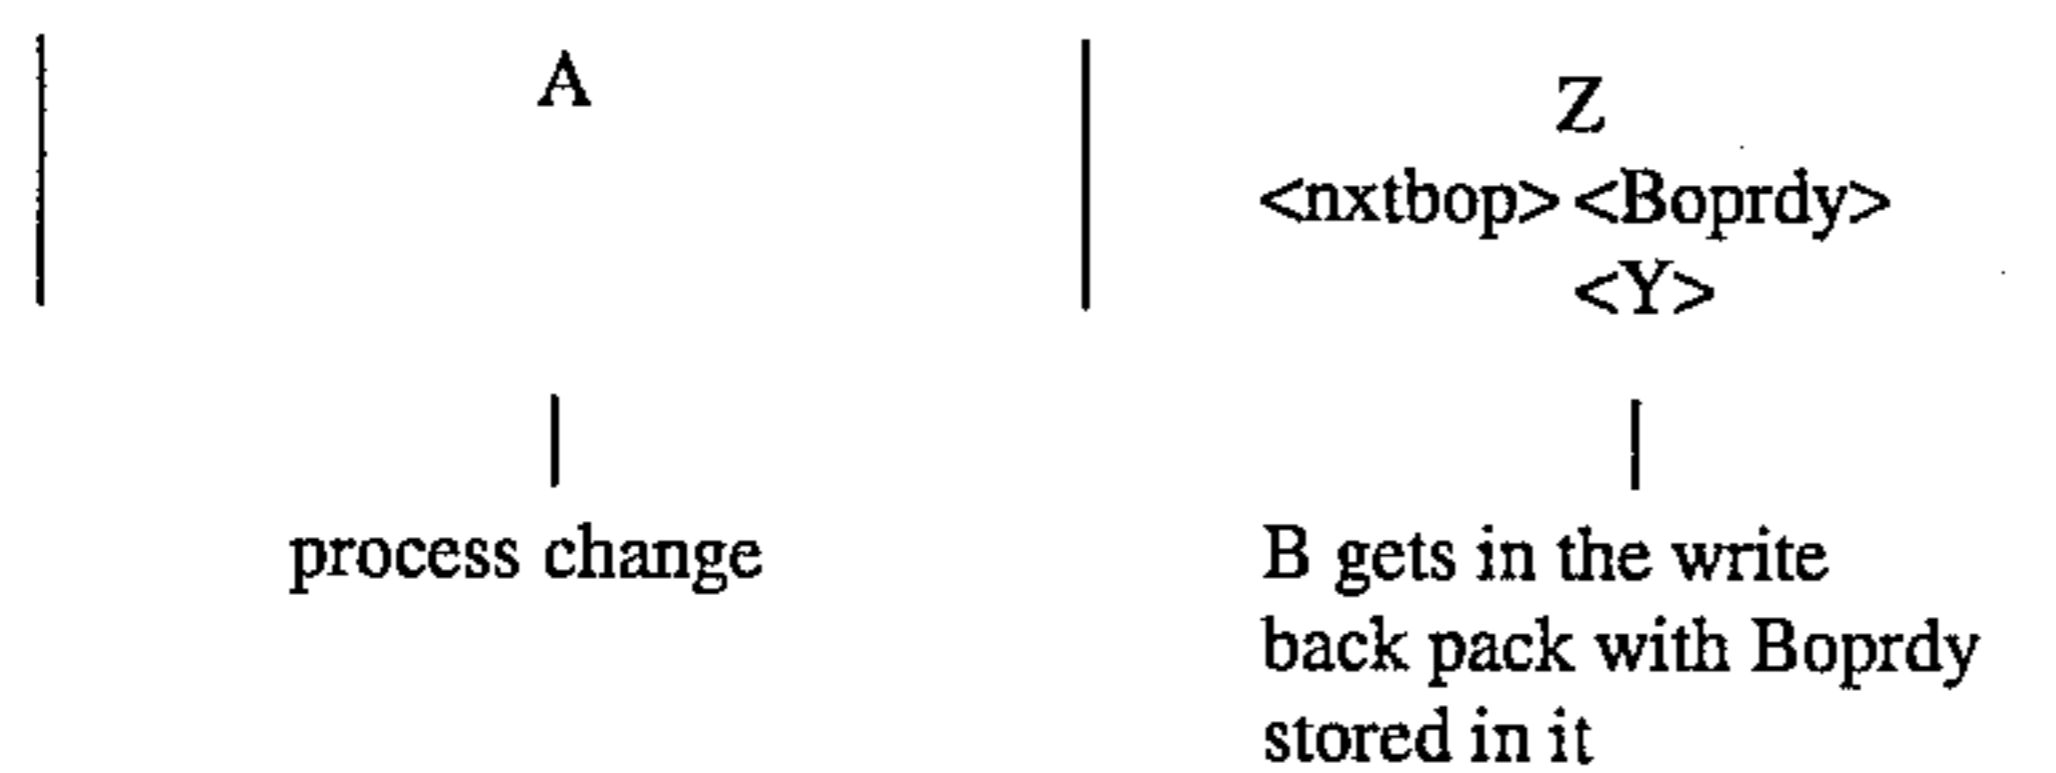 A
Z
<nxtbop> <Boprdy>
<Y>
process change
B gets in the write
back pack with Boprdy
stored in it